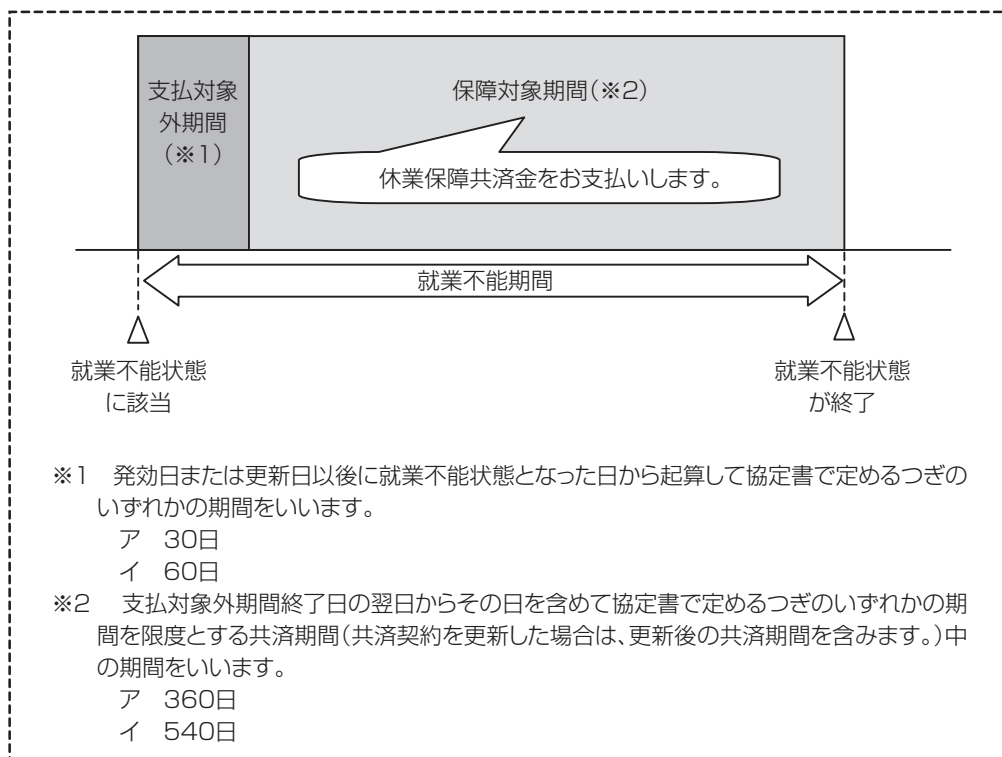 支払対象
外期間
(※1)
保障対象期間(※2)
休業保障共済金をお支払いします。
就業不能期間
就業不能状態
に該当
就業不能状態
が終了
※1　発効日または更新日以後に就業不能状態となった日から起算して協定書で定めるつぎの
いずれかの期間をいいます。
ア　30日
イ　60日
※2　支払対象外期間終了日の翌日からその日を含めて協定書で定めるつぎのいずれかの期
間を限度とする共済期間(共済契約を更新した場合は、更新後の共済期間を含みます。)中
の期間をいいます。
ア　360日
イ　540日